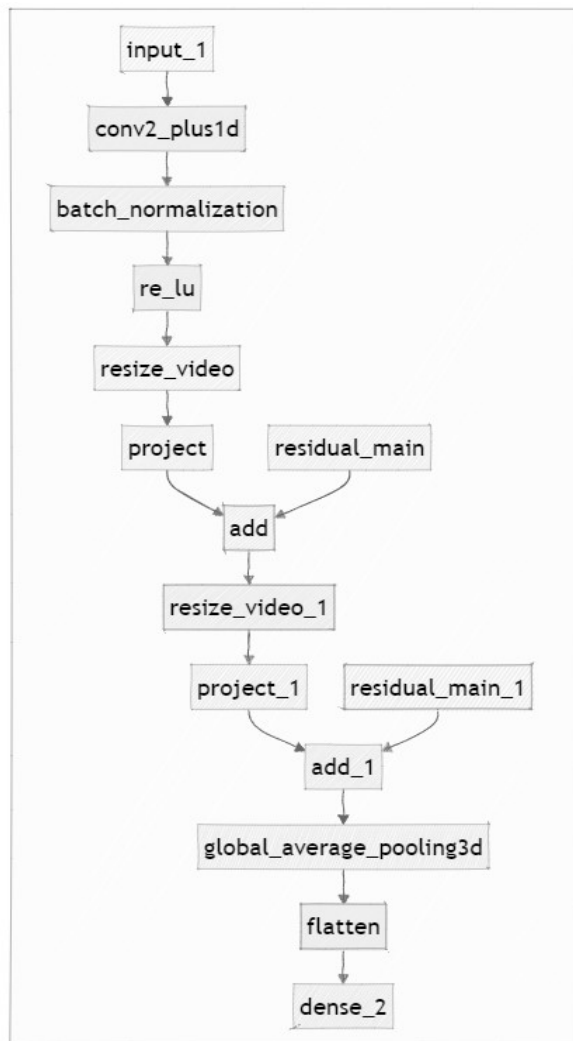 input_1
conv2_plus1d
batch_normalization
re_lu
resize_video
project
residual_main
add
resize_video_1
project_1
residual_main_1
add_1
global_average_pooling3d
flatten
dense_2